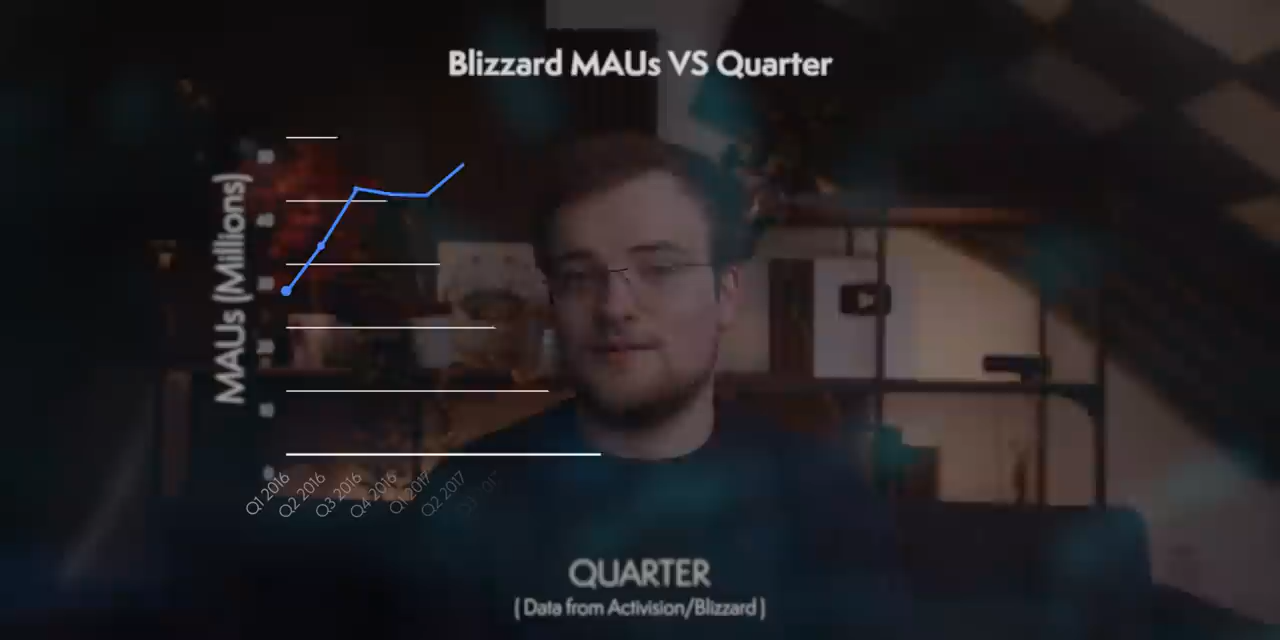 Blizzard MAUs VS Quarter
MAUs (Millions)
Q1 2016
Q2 2016
Q3 2016
Q4 2016
Q1 2017
Q2 2017
QUARTER
( Data from Activision/Blizzard )